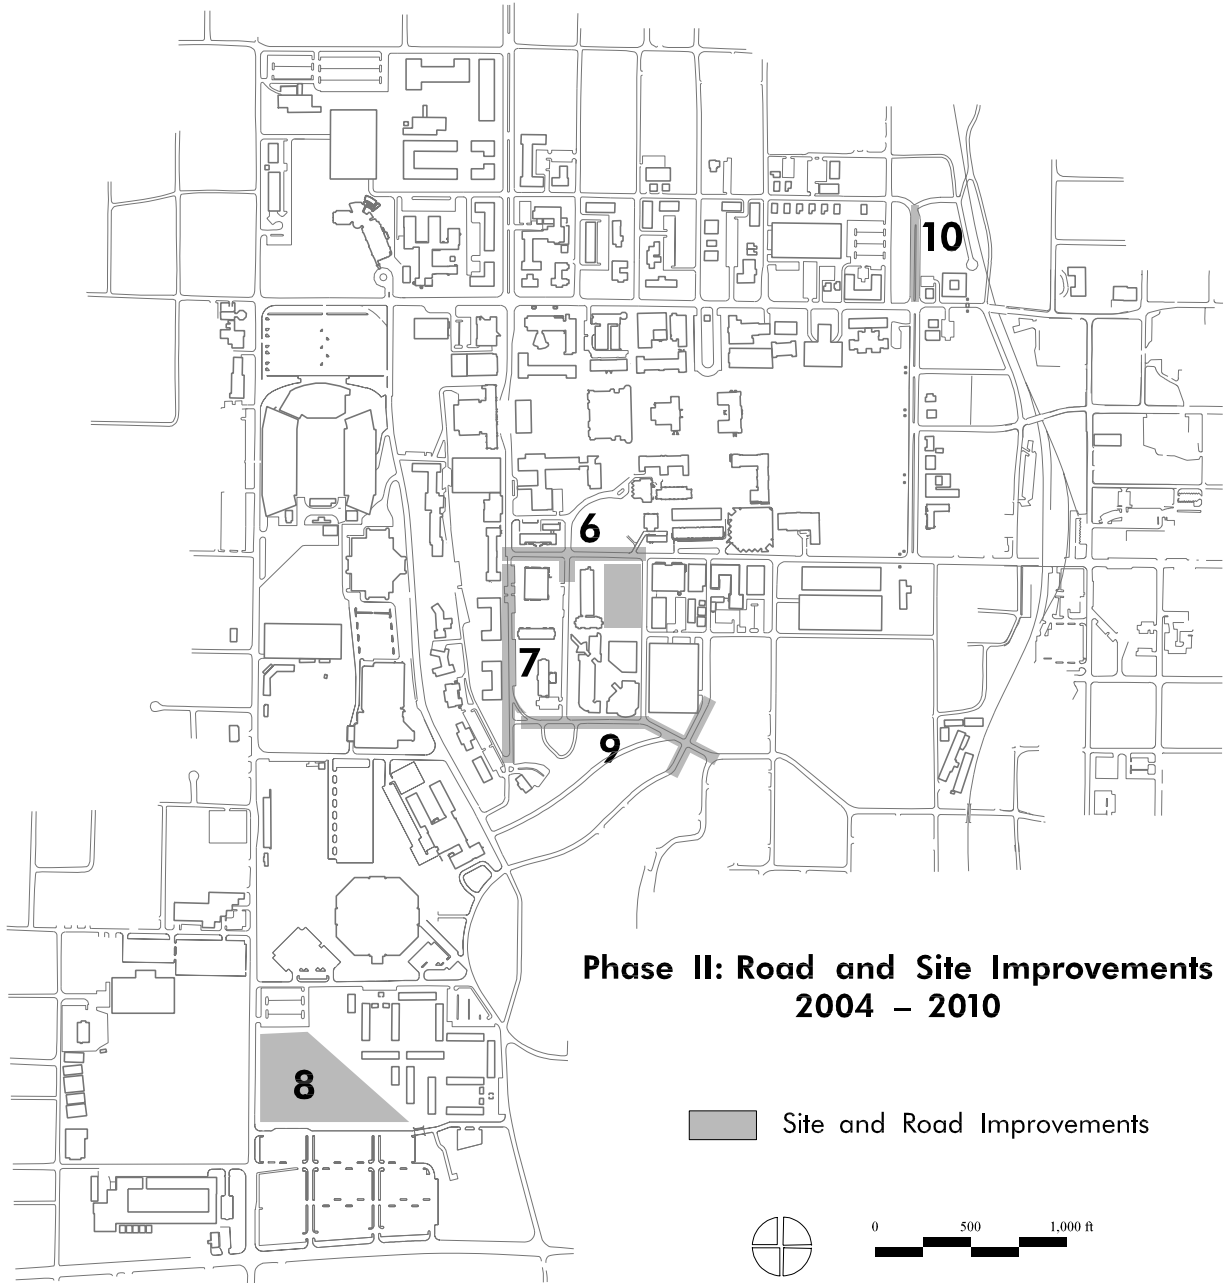 10
6
7
9
Phase II: Road and Site Improvements
2004 – 2010
8
Site and Road Improvements
0 500 1,000 ft